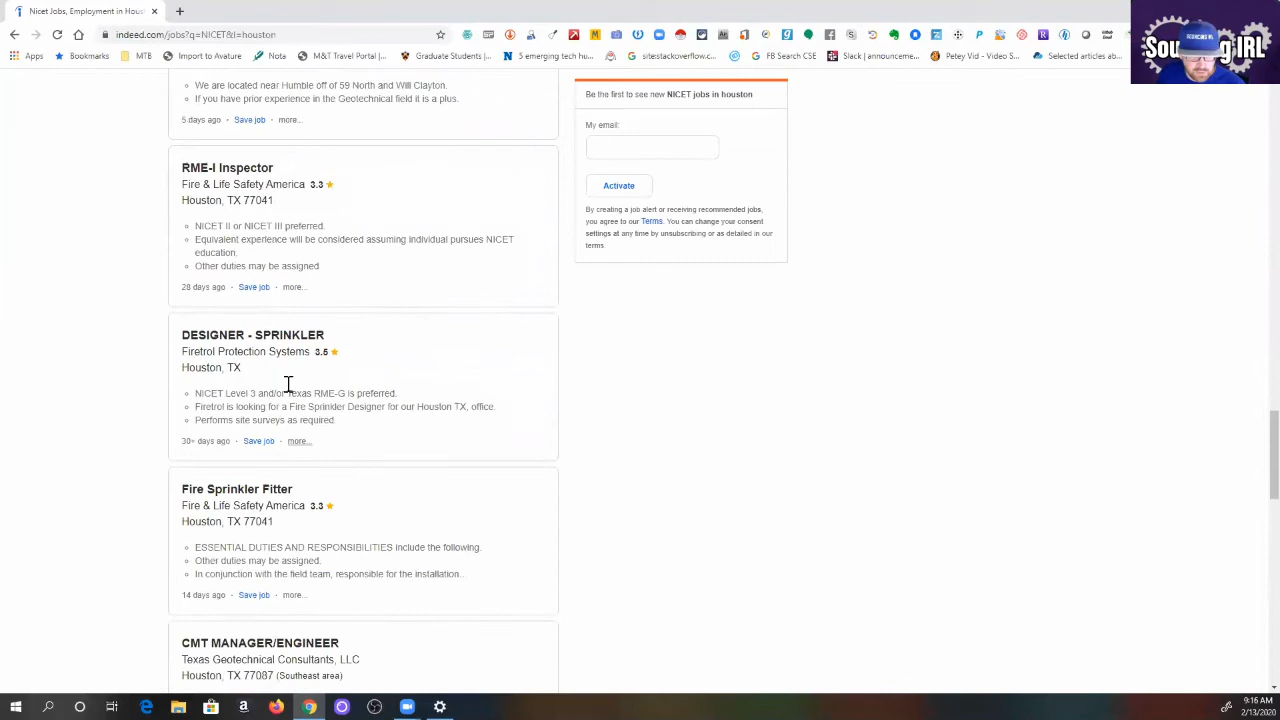 Nicet Jobs, Employment in Houst
indeed.com/jobs?q=NICET&l=houston
Apps
Bookmarks
MTB
Import to Avature
M&T Travel Portal |...
Graduate Students...
5 emerging tech hu...
site:stackoverflow.c...
FB Search CSE
Slack | announceme...
Petey Vid - Video S...
Selected articles ab...
Sourcing IRL
We are located near Humble off of 59 North and Will Clayton.
If you have prior experience in the Geotechnical field it is a plus.
5 days ago · Save job · more...
RME-I Inspector
Fire & Life Safety America 3.3
Houston, TX 77041
NICET II or NICET III preferred.
Equivalent experience will be considered assuming individual pursues NICET
education.
Other duties may be assigned
28 days ago · Save job · more...
DESIGNER - SPRINKLER
Firetrol Protection Systems 3.5
Houston, TX
NICET Level 3 and/or Texas RME-G is preferred.
Firetrol is looking for a Fire Sprinkler Designer for our Houston TX, office.
Performs site surveys as required.
30+ days ago · Save job · more...
Fire Sprinkler Fitter
Fire & Life Safety America 3.3
Houston, TX 77041
ESSENTIAL DUTIES AND RESPONSIBILITIES include the following.
Other duties may be assigned.
In conjunction with the field team, responsible for the installation...
14 days ago · Save job · more...
CMT MANAGER/ENGINEER
Texas Geotechnical Consultants, LLC
Houston, TX 77087 (Southeast area)
Be the first to see new NICET jobs in houston
My email:
Activate
By creating a job alert or receiving recommended jobs,
you agree to our Terms. You can change your consent
settings at any time by unsubscribing or as detailed in our
terms.
9:16 AM
2/13/2020